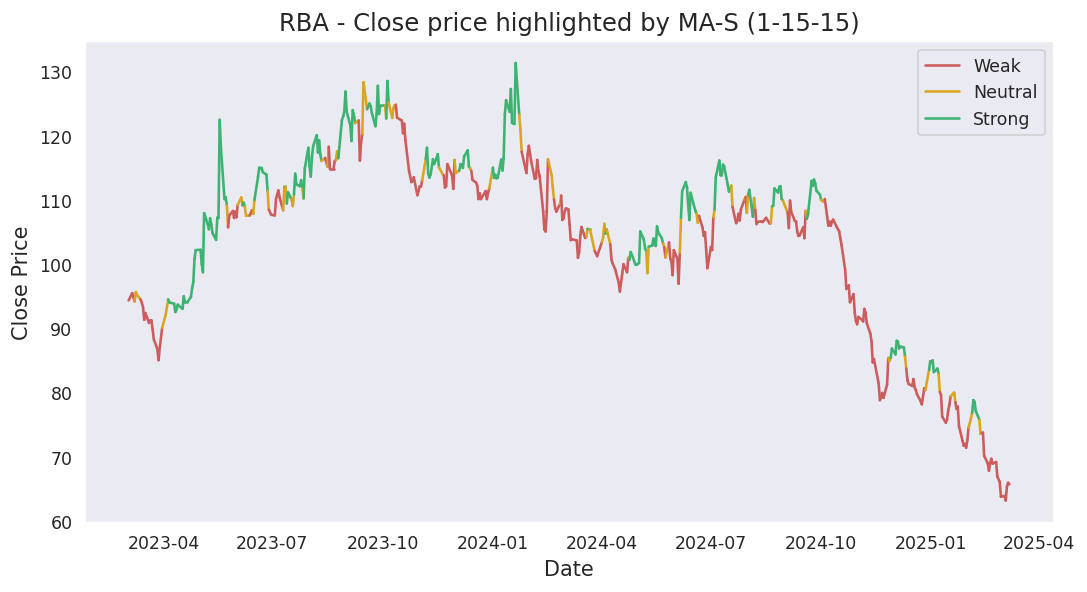 RBA - Close price highlighted by MA-S (1-15-15)
Weak
Neutral
Strong
Close Price
130
120
110
100
90
80
70
60
2023-04 2023-07 2023-10 2024-01 2024-04 2024-07 2024-10 2025-01 2025-04
Date